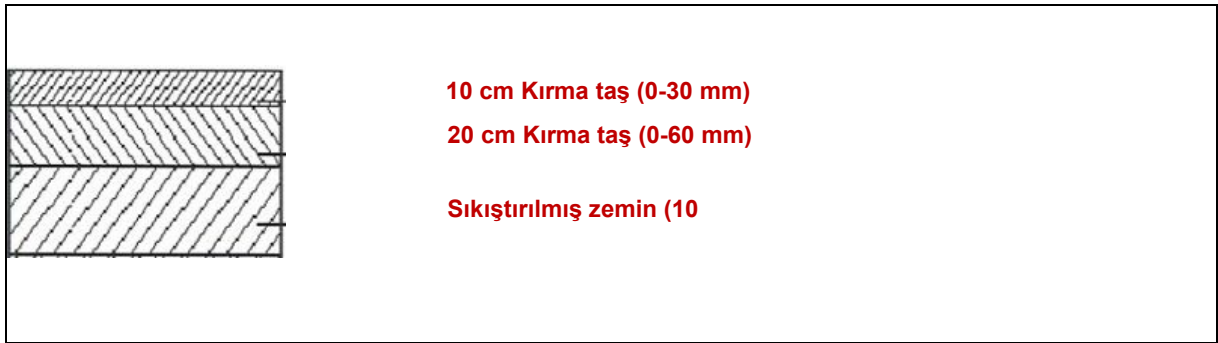 10 cm Kırma taş (0-30 mm)
20 cm Kırma taş (0-60 mm)
Sıkıştırılmış zemin (10